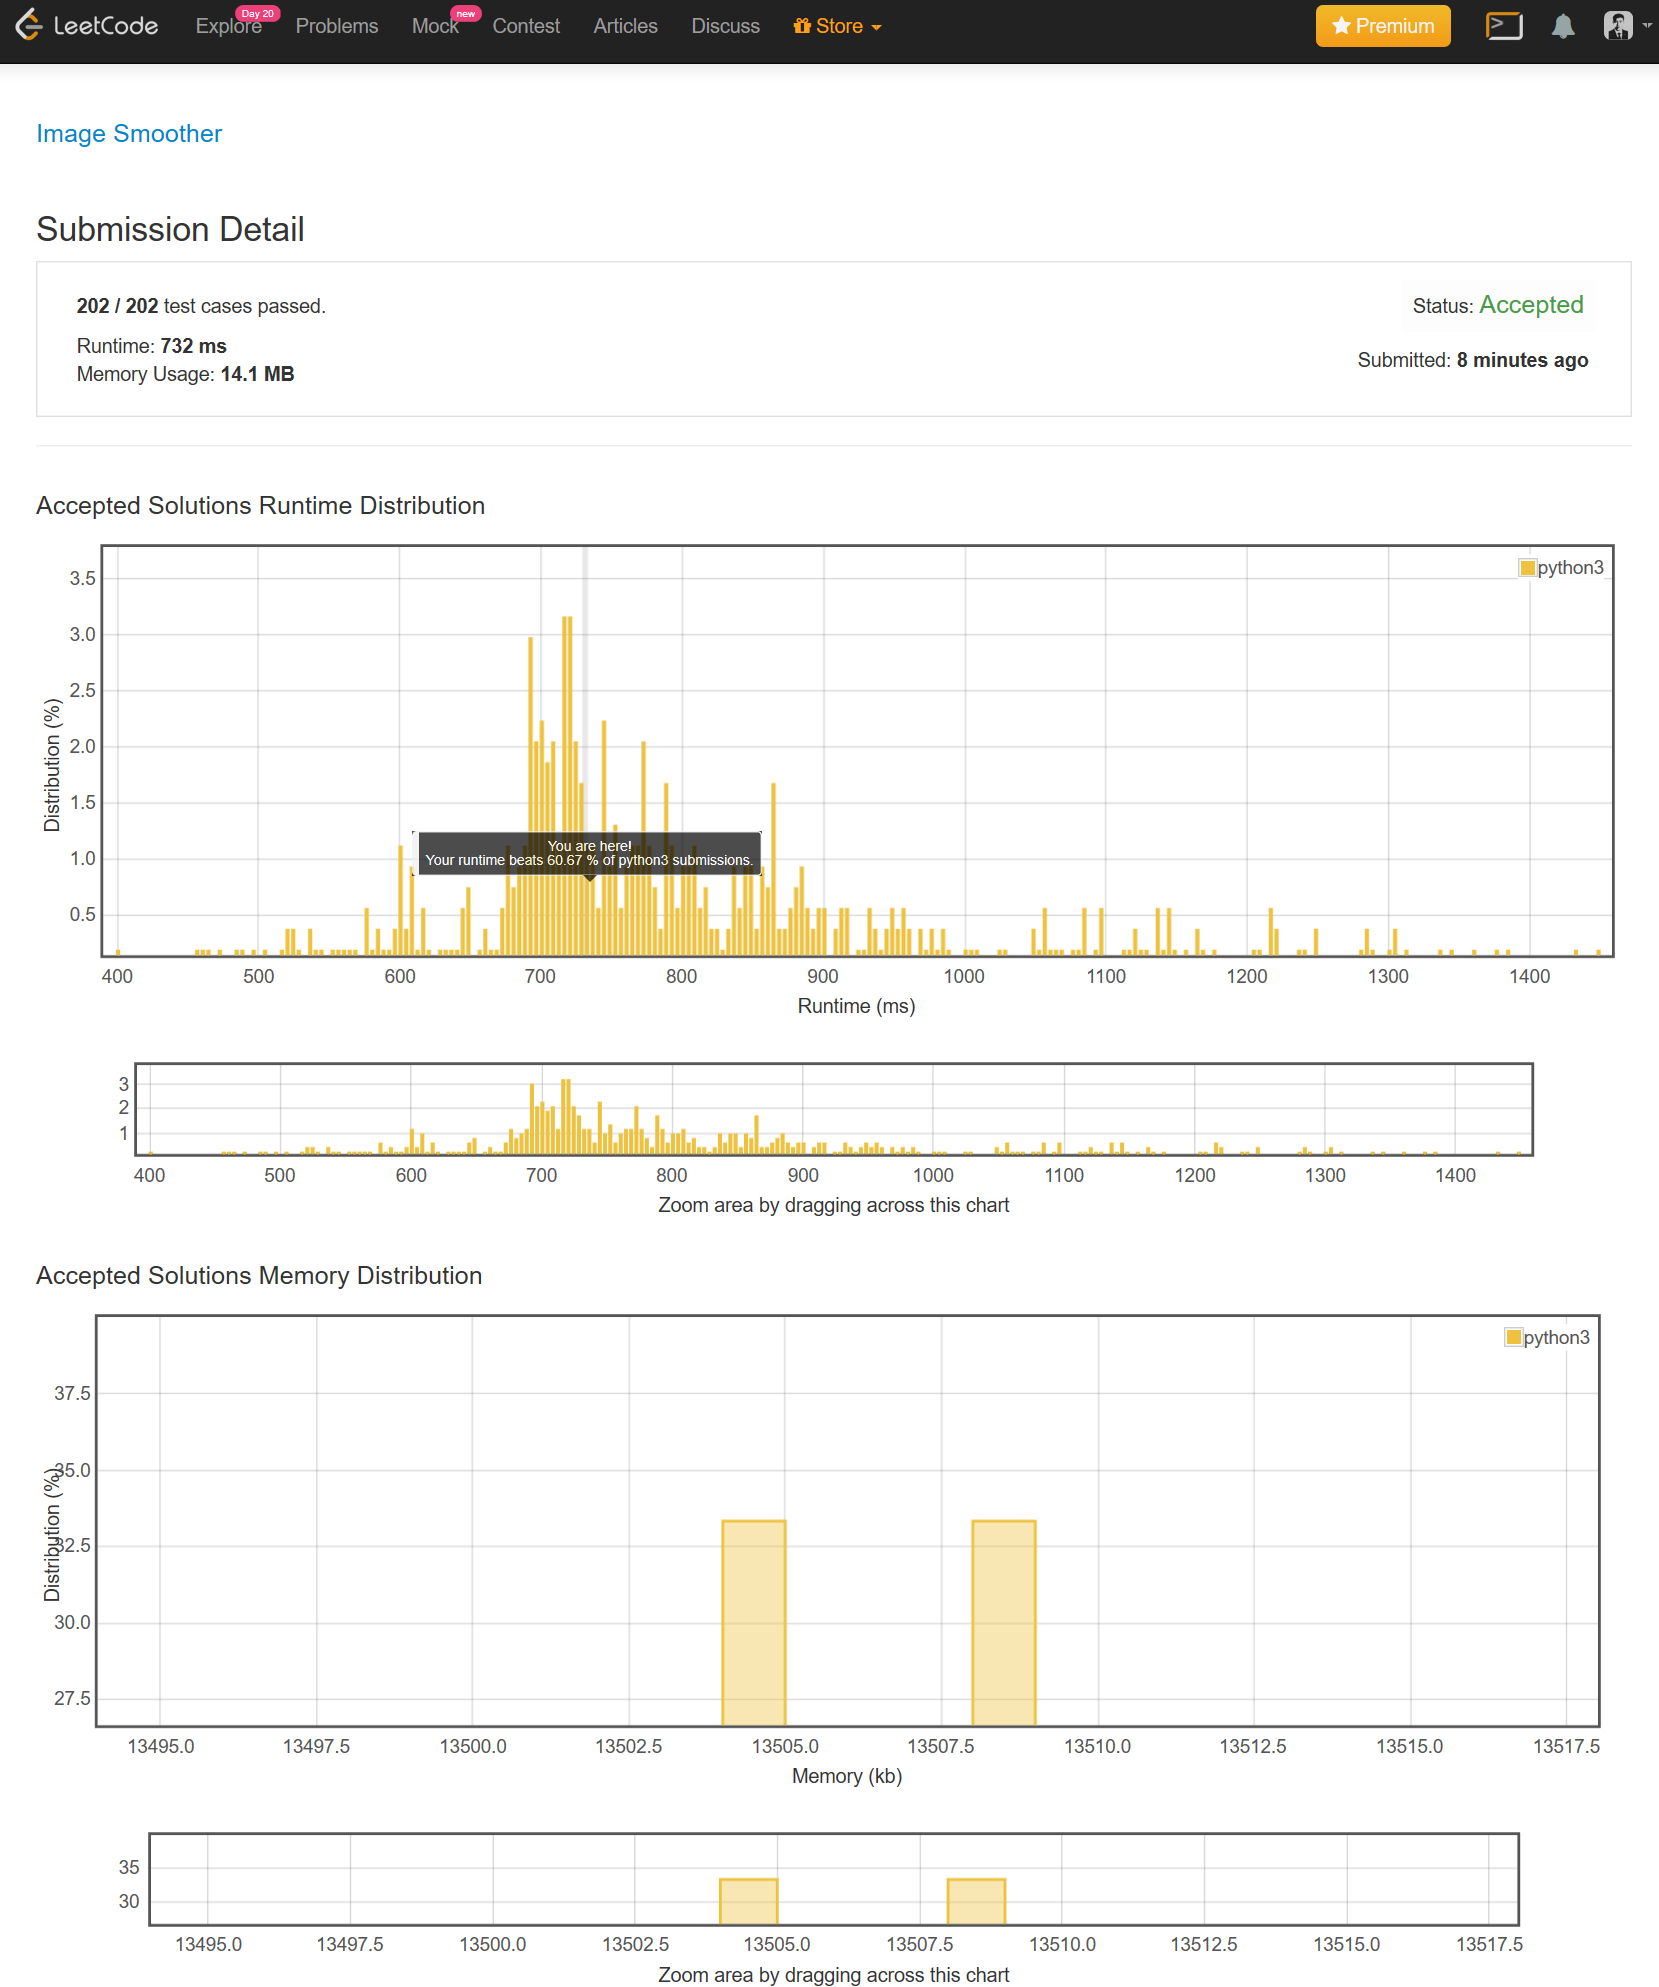 LeetCode Explore Day 20 Problems Mock new Contest Articles Discuss Store Premium
Image Smoother
Submission Detail
202 / 202 test cases passed.
Status: Accepted
Runtime: 732 ms
Memory Usage: 14.1 MB
Submitted: 8 minutes ago
Accepted Solutions Runtime Distribution
python3
3.5
3.0
2.5
2.0
1.5
1.0
0.5
Distribution (%)
You are here!
Your runtime beats 60.67 % of python3 submissions.
400 500 600 700 800 900 1000 1100 1200 1300 1400
Runtime (ms)
3
2
1
400 500 600 700 800 900 1000 1100 1200 1300 1400
Zoom area by dragging across this chart
Accepted Solutions Memory Distribution
python3
37.5
35.0
32.5
30.0
27.5
Distribution (%)
13495.0 13497.5 13500.0 13502.5 13505.0 13507.5 13510.0 13512.5 13515.0 13517.5
Memory (kb)
35
30
13495.0 13497.5 13500.0 13502.5 13505.0 13507.5 13510.0 13512.5 13515.0 13517.5
Zoom area by dragging across this chart